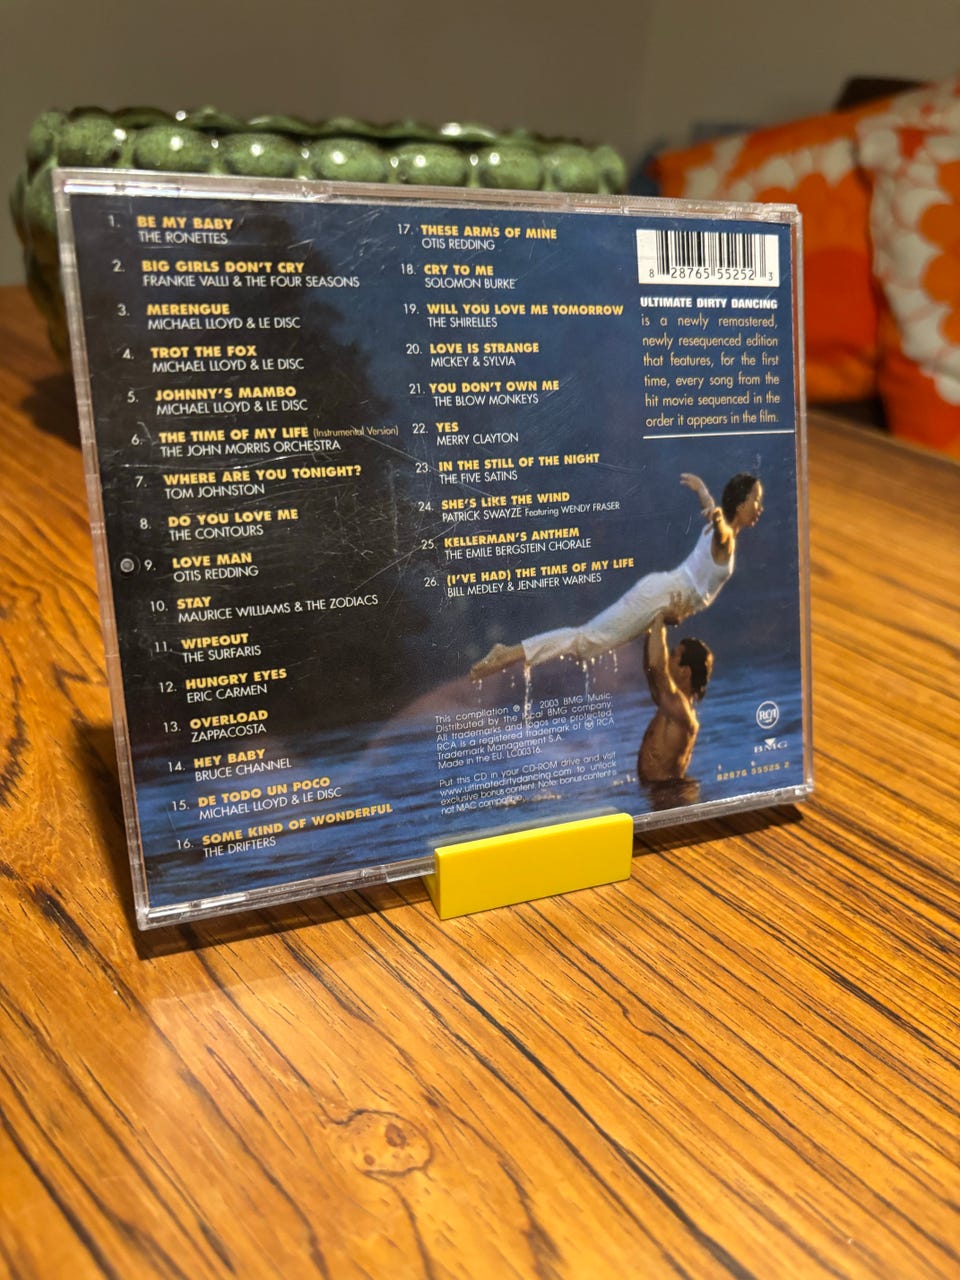 1. BE MY BABY
THE RONETTES
2. BIG GIRLS DON'T CRY
FRANKIE VALLI & THE FOUR SEASONS
3. MERENGUE
MICHAEL LLOYD & LE DISC
4. TROT THE FOX
MICHAEL LLOYD & LE DISC
5. JOHNNY'S MAMBO
MICHAEL LLOYD & LE DISC
6. THE TIME OF MY LIFE (Instrumental Version)
THE JOHN MORRIS ORCHESTRA
7. WHERE ARE YOU TONIGHT?
TOM JOHNSTON
8. DO YOU LOVE ME
THE CONTOURS
9. LOVE MAN
OTIS REDDING
10. STAY
MAURICE WILLIAMS & THE ZODIACS
11. WIPEOUT
THE SURFARIS
12. HUNGRY EYES
ERIC CARMEN
13. OVERLOAD
ZAPPACOSTA
14. HEY BABY
BRUCE CHANNEL
15. DE TODO UN POCO
MICHAEL LLOYD & LE DISC
16. SOME KIND OF WONDERFUL
THE DRIFTERS
17. THESE ARMS OF MINE
OTIS REDDING
18. CRY TO ME
SOLOMON BURKE
19. WILL YOU LOVE ME TOMORROW
THE SHIRELLES
20. LOVE IS STRANGE
MICKEY & SYLVIA
21. YOU DON'T OWN ME
THE BLOW MONKEYS
22. YES
MERRY CLAYTON
23. IN THE STILL OF THE NIGHT
THE FIVE SATINS
24. SHE'S LIKE THE WIND
PATRICK SWAYZE Featuring WENDY FRASER
25. KELLERMAN'S ANTHEM
THE EMILE BERGSTEIN CHORALE
26. (I'VE HAD) THE TIME OF MY LIFE
BILL MEDLEY & JENNIFER WARNES
8 28765 55252 3
ULTIMATE DIRTY DANCING
is a newly remastered,
newly resequenced edition
that features, for the first
time, every song from the
hit movie sequenced in the
order it appears in the film.
This compilation ℗ © 2003 BMG Music.
Distributed by the local BMG company.
All trademarks and logos are protected.
RCA is a registered trademark of RCA
Trademark Management S.A.
Made in the EU. LC00316.
Put this CD in your CD-ROM drive and visit
www.ultimatedirtydancing.com to unlock
exclusive bonus content. Note: bonus content is
not MAC compatible.
RCA
BMG
82876 55525 2